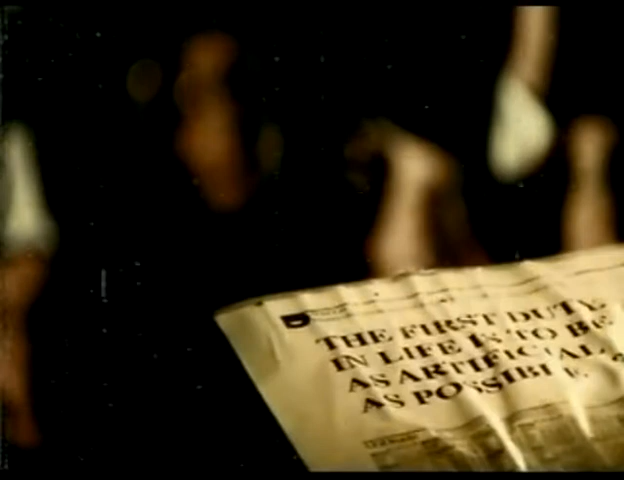 THE FIRST DUTY
IN LIFE IS TO BE
AS ARTIFICIAL
AS POSSIBLE